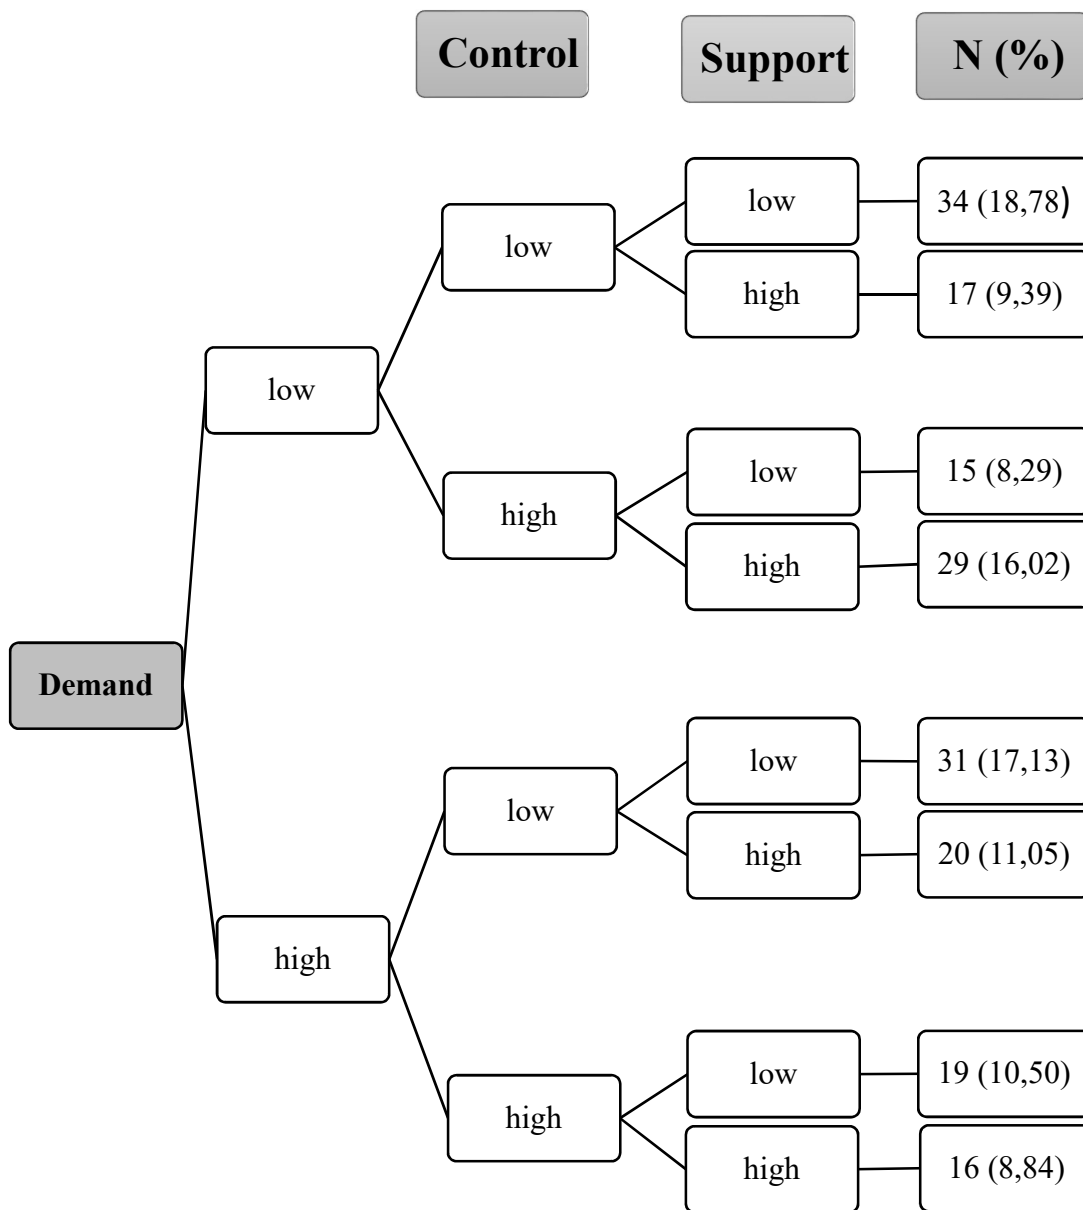 Control Support N (%)
low 34 (18,78)
low
high 17 (9,39)
low
low 15 (8,29)
high
high 29 (16,02)
Demand
low 31 (17,13)
low
high 20 (11,05)
high
low 19 (10,50)
high
high 16 (8,84)